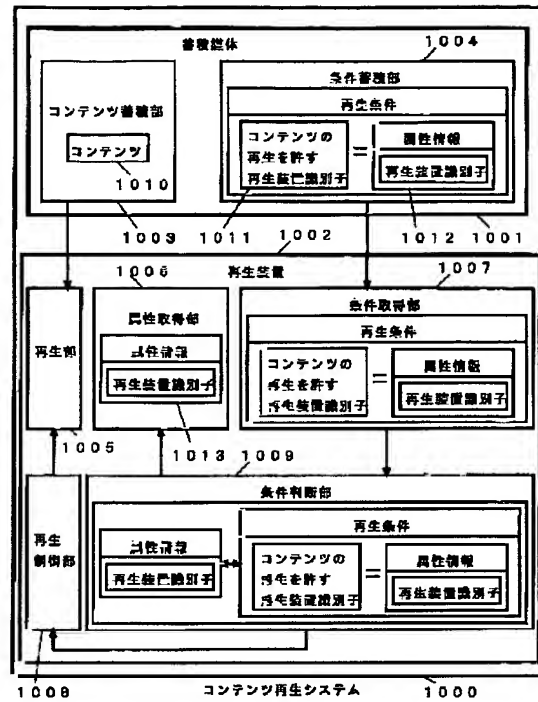 蓄積媒体
1004
コンテンツ蓄積部
コンテンツ
1010
条件蓄積部
再生条件
コンテンツの
再生を許す
再生装置識別子
=
属性情報
再生装置識別子
1003
1011
1012
1001
1002
1006
再生装置
1007
再生部
属性取得部
属性情報
再生装置識別子
条件取得部
再生条件
コンテンツの
再生を許す
再生装置識別子
=
属性情報
再生装置識別子
1005
1013
1009
再生
制御部
条件判断部
属性情報
再生装置識別子
再生条件
コンテンツの
再生を許す
再生装置識別子
=
属性情報
再生装置識別子
1008
コンテンツ再生システム
1000